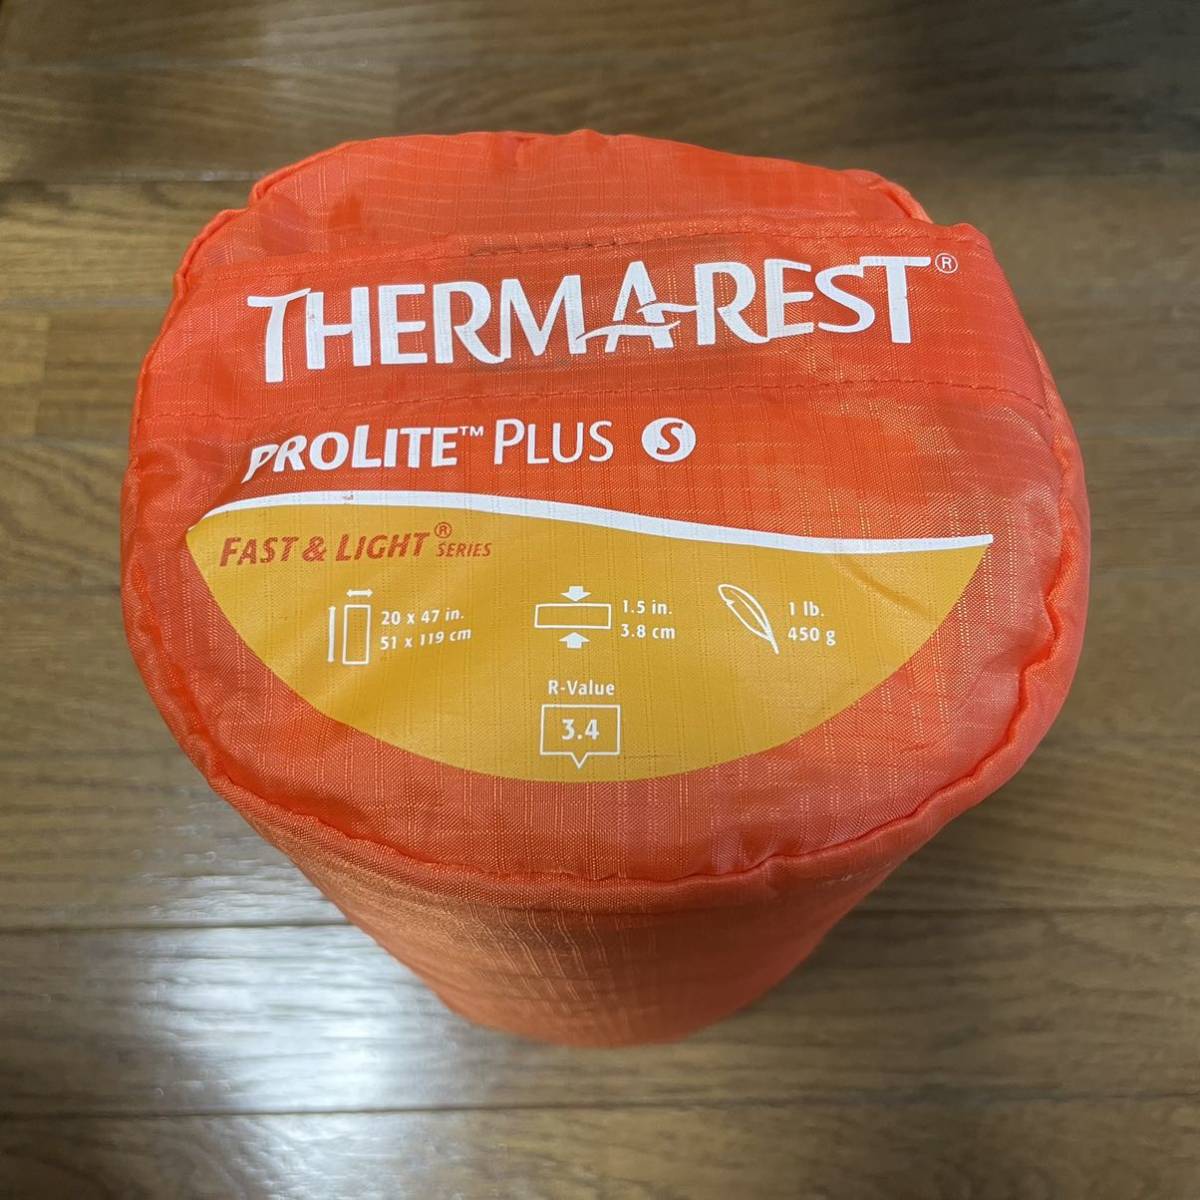 THERMAREST®
PROLITE™ PLUS S
FAST & LIGHT® SERIES
20 x 47 in.
51 x 119 cm
1.5 in.
3.8 cm
1 lb.
450 g
R-Value
3.4